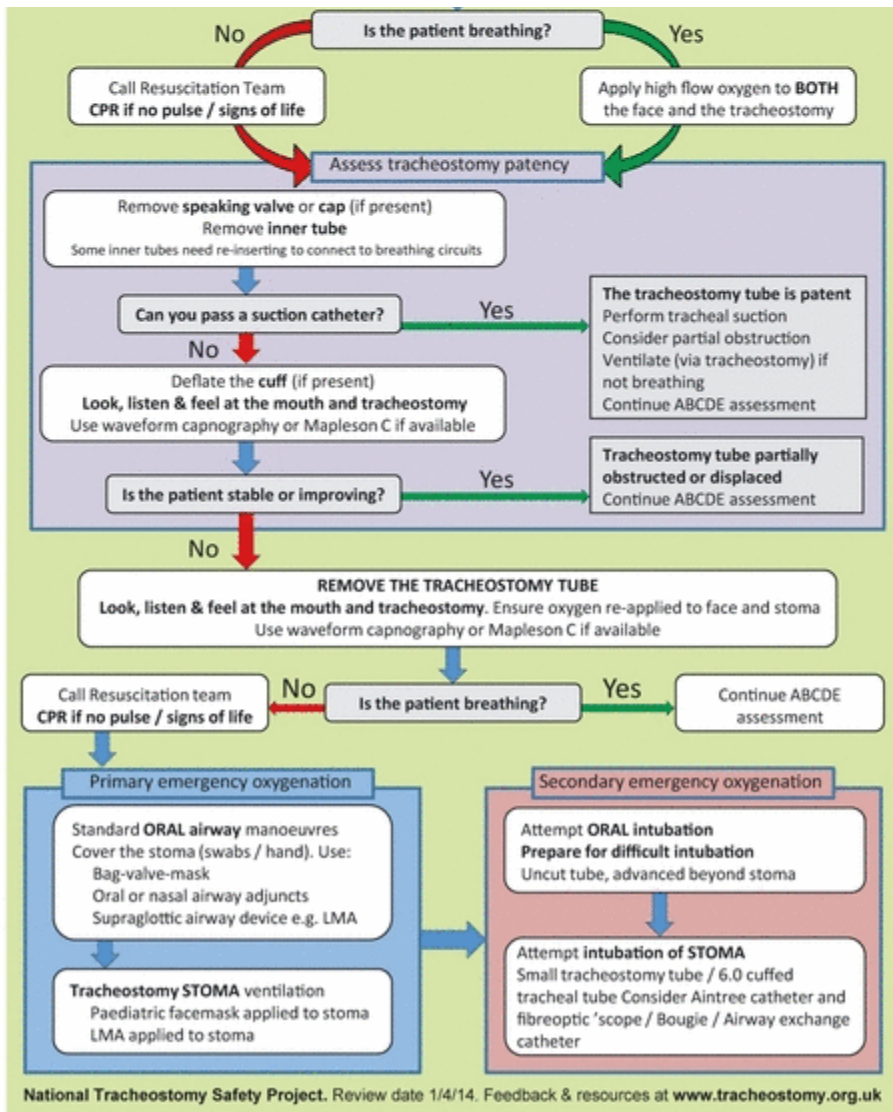 Is the patient breathing?
No
Yes
Call Resuscitation Team
CPR if no pulse / signs of life
Apply high flow oxygen to BOTH
the face and the tracheostomy
Assess tracheostomy patency
Remove speaking valve or cap (if present)
Remove inner tube
Some inner tubes need re-inserting to connect to breathing circuits
Can you pass a suction catheter?
Yes
The tracheostomy tube is patent
Perform tracheal suction
Consider partial obstruction
Ventilate (via tracheostomy) if
not breathing
Continue ABCDE assessment
No
Deflate the cuff (if present)
Look, listen & feel at the mouth and tracheostomy
Use waveform capnography or Mapleson C if available
Is the patient stable or improving?
Yes
Tracheostomy tube partially
obstructed or displaced
Continue ABCDE assessment
No
REMOVE THE TRACHEOSTOMY TUBE
Look, listen & feel at the mouth and tracheostomy. Ensure oxygen re-applied to face and stoma
Use waveform capnography or Mapleson C if available
Call Resuscitation team
CPR if no pulse / signs of life
No
Is the patient breathing?
Yes
Continue ABCDE
assessment
Primary emergency oxygenation
Standard ORAL airway manoeuvres
Cover the stoma (swabs / hand). Use:
Bag-valve-mask
Oral or nasal airway adjuncts
Supraglottic airway device e.g. LMA
Tracheostomy STOMA ventilation
Paediatric facemask applied to stoma
LMA applied to stoma
Secondary emergency oxygenation
Attempt ORAL intubation
Prepare for difficult intubation
Uncut tube, advanced beyond stoma
Attempt intubation of STOMA
Small tracheostomy tube / 6.0 cuffed
tracheal tube Consider Aintree catheter and
fibreoptic 'scope / Bougie / Airway exchange
catheter
National Tracheostomy Safety Project. Review date 1/4/14. Feedback & resources at www.tracheostomy.org.uk